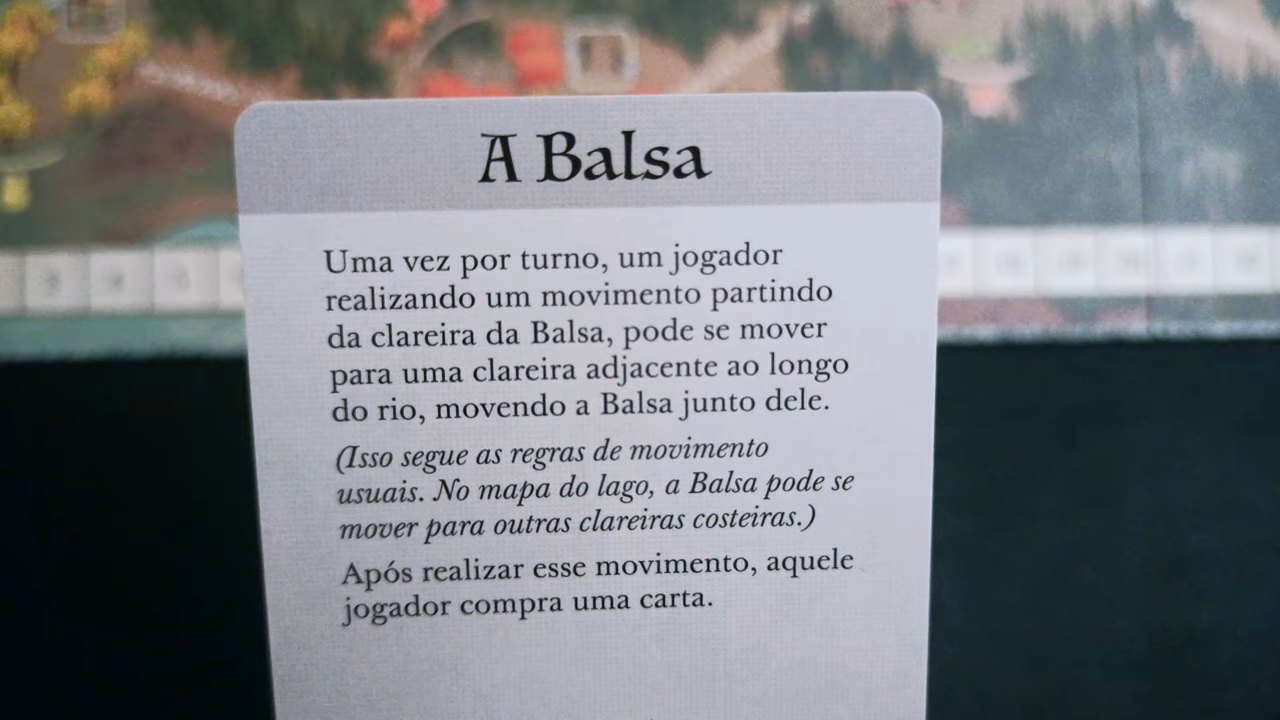 A Balsa
Uma vez por turno, um jogador
realizando um movimento partindo
da clareira da Balsa, pode se mover
para uma clareira adjacente ao longo
do rio, movendo a Balsa junto dele.
(Isso segue as regras de movimento
usuais. No mapa do lago, a Balsa pode se
mover para outras clareiras costeiras.)
Após realizar esse movimento, aquele
jogador compra uma carta.